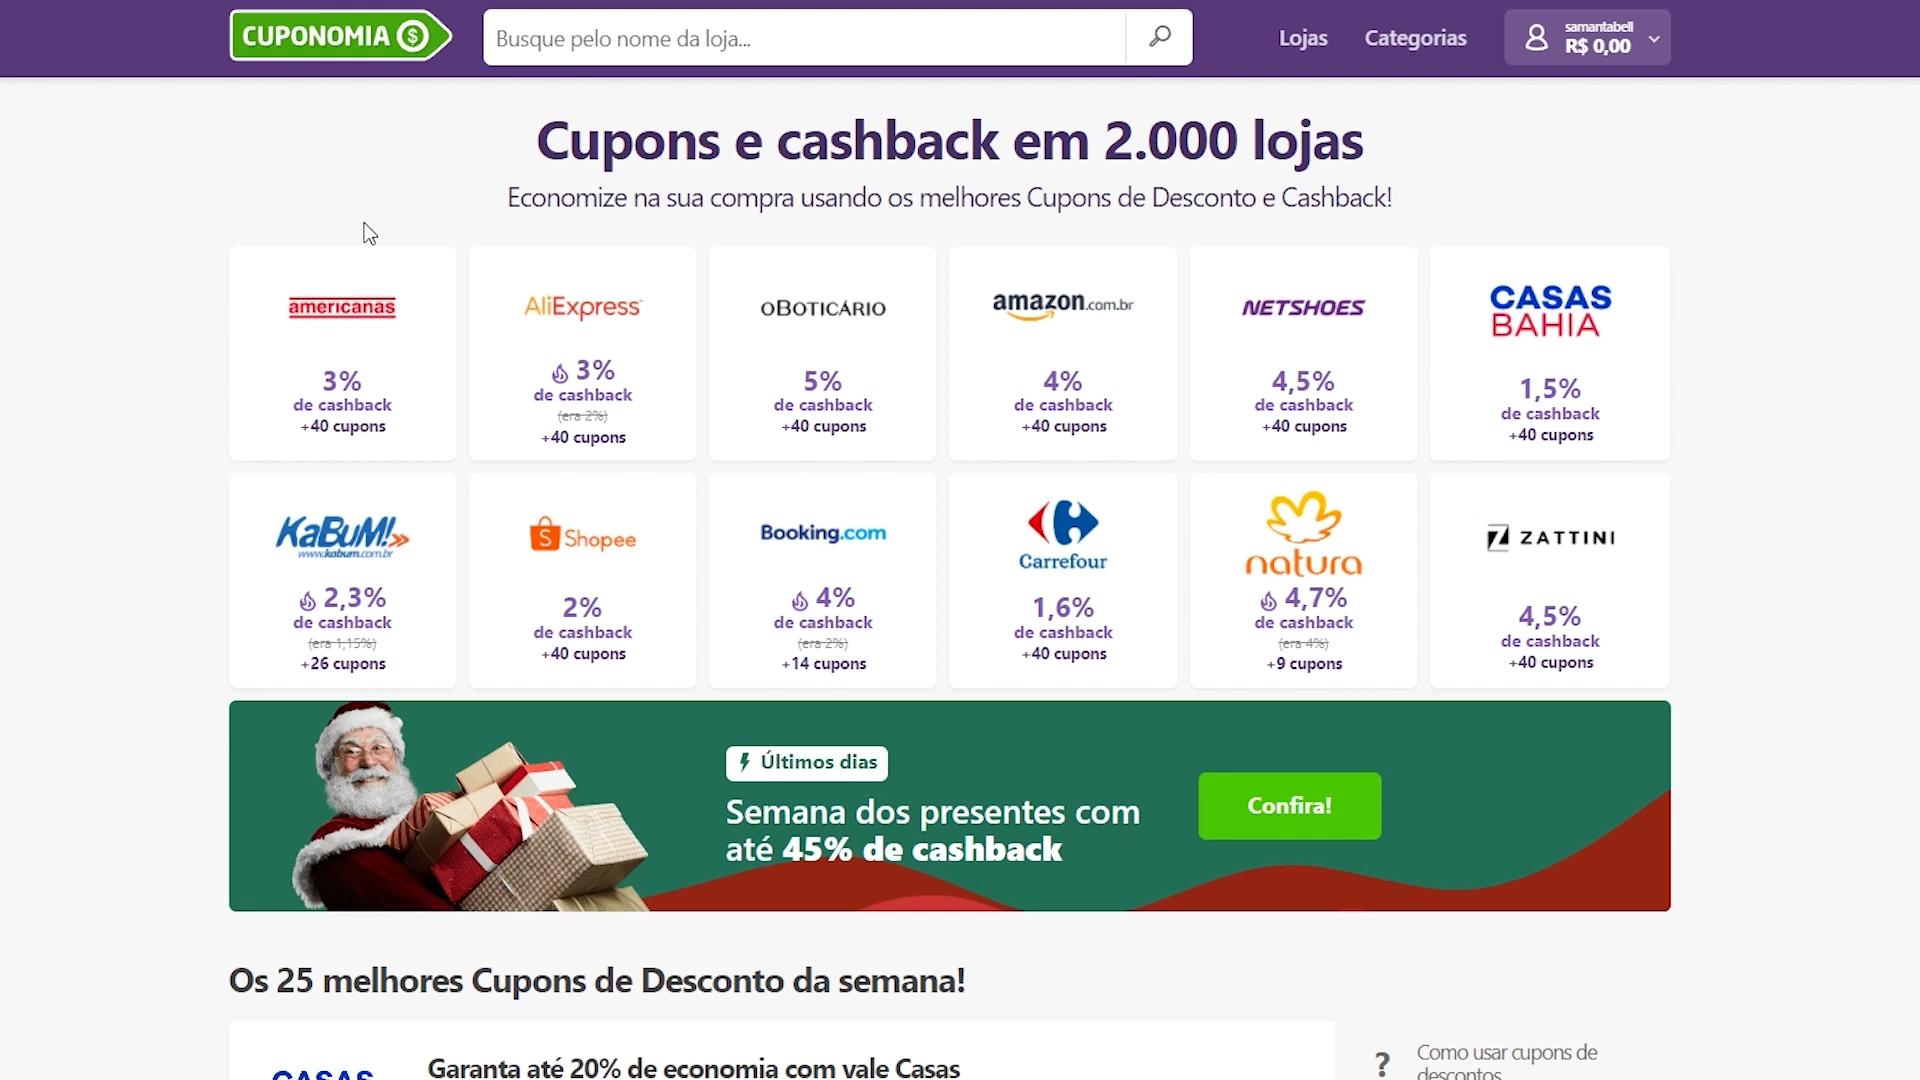 CUPONOMIA $
Busque pelo nome da loja...
Lojas
Categorias
samantabell
R$ 0,00
Cupons e cashback em 2.000 lojas
Economize na sua compra usando os melhores Cupons de Desconto e Cashback!
americanas
3%
de cashback
+40 cupons
AliExpress
3%
de cashback
(era 2%)
+40 cupons
oBOTICÁRIO
5%
de cashback
+40 cupons
amazon.com.br
4%
de cashback
+40 cupons
NETSHOES
4,5%
de cashback
+40 cupons
CASAS
BAHIA
1,5%
de cashback
+40 cupons
KaBuM!
www.kabum.com.br
2,3%
de cashback
(era 1,15%)
+26 cupons
S Shopee
2%
de cashback
+40 cupons
Booking.com
4%
de cashback
(era 2%)
+14 cupons
Carrefour
1,6%
de cashback
+40 cupons
natura
4,7%
de cashback
(era 4%)
+9 cupons
Z ZATTINI
4,5%
de cashback
+40 cupons
Últimos dias
Semana dos presentes com
até 45% de cashback
Confira!
Os 25 melhores Cupons de Desconto da semana!
CASAS
Garanta até 20% de economia com vale Casas
? Como usar cupons de
descontos